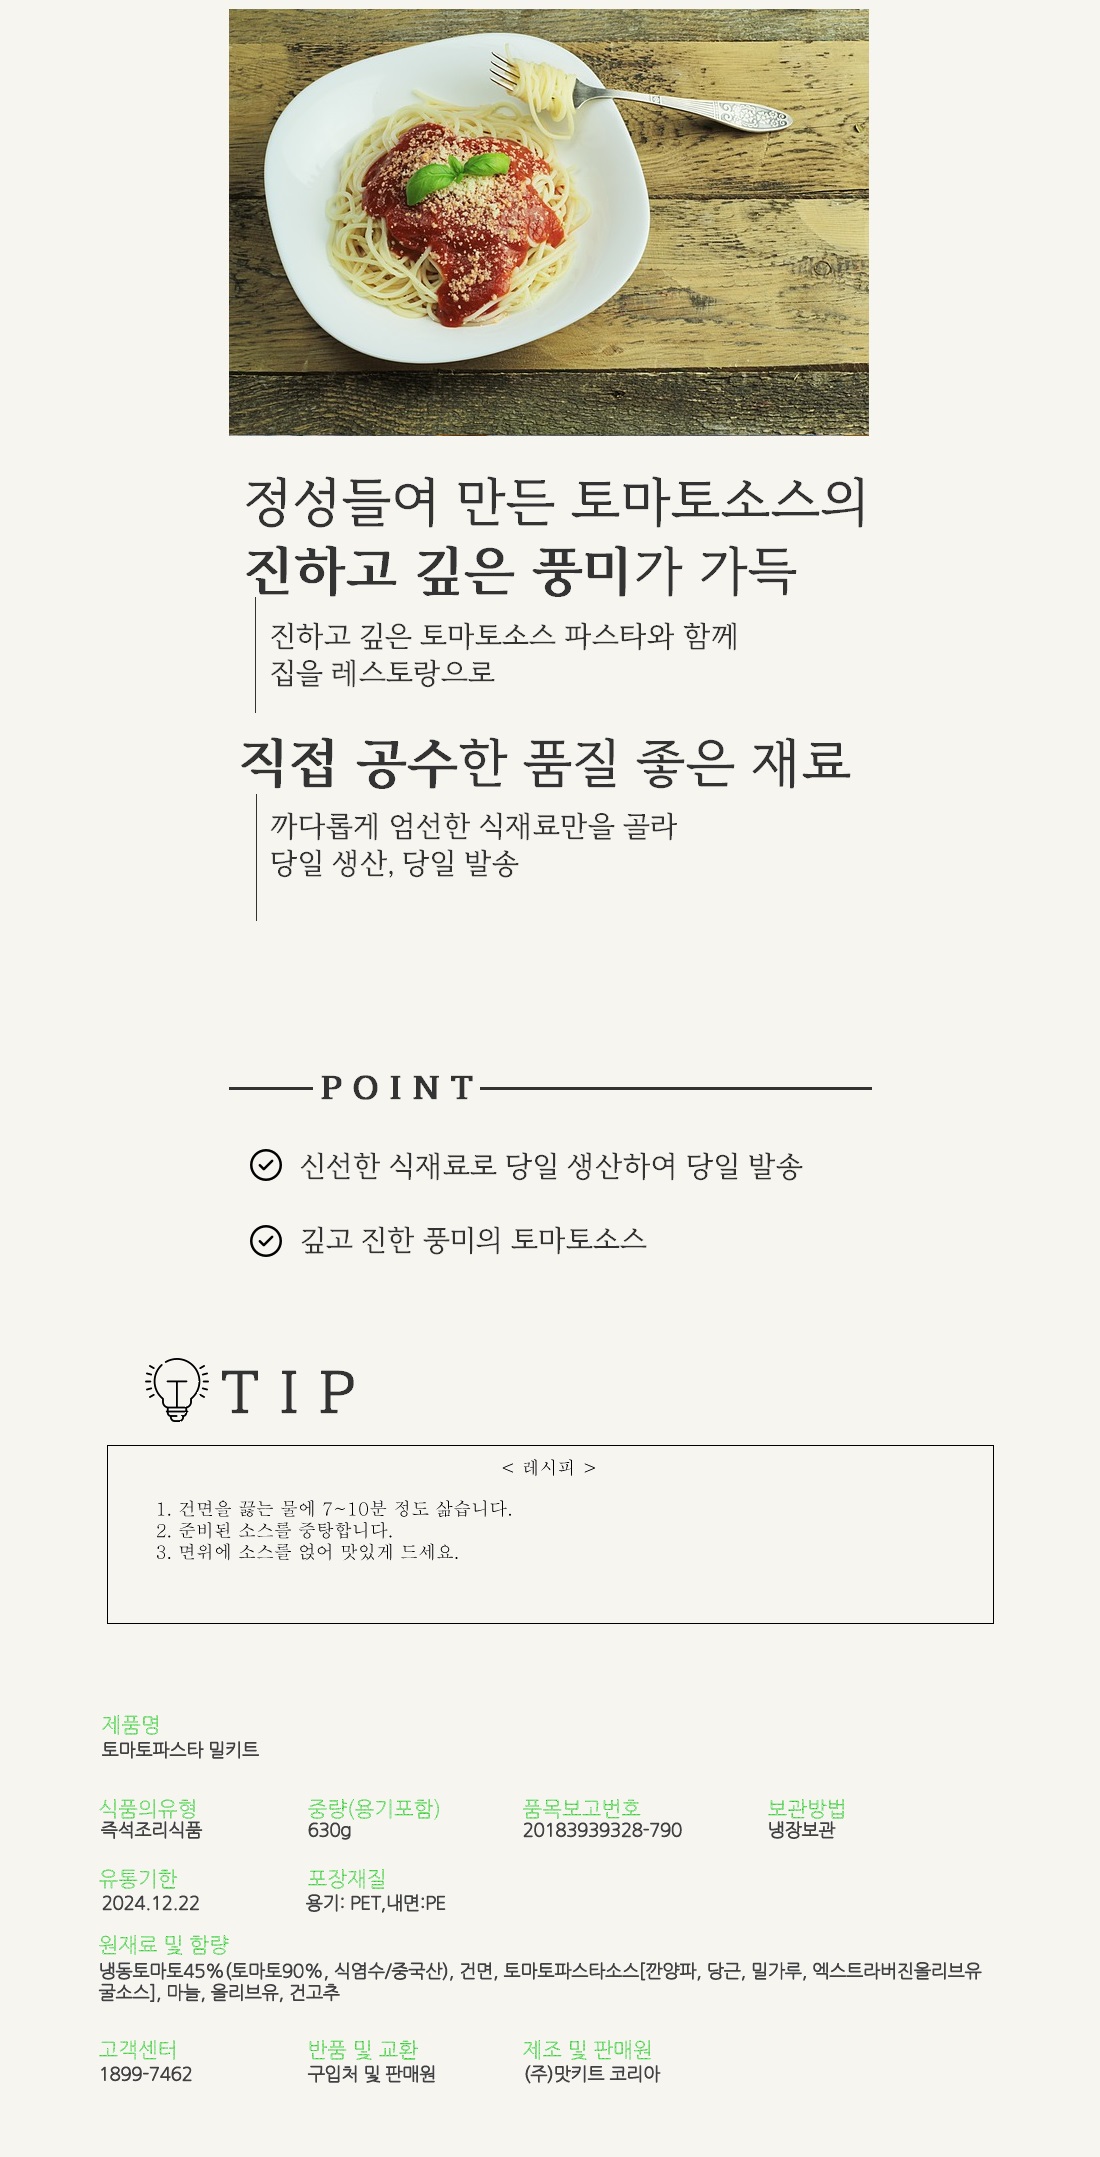 정성들여 만든 토마토소스의
진하고 깊은 풍미가 가득
진하고 깊은 토마토소스 파스타와 함께
집을 레스토랑으로
직접 공수한 품질 좋은 재료
까다롭게 엄선한 식재료만을 골라
당일 생산, 당일 발송
POINT
신선한 식재료로 당일 생산하여 당일 발송
깊고 진한 풍미의 토마토소스
TIP
< 레시피 >
1. 건면을 끓는 물에 7~10분 정도 삶습니다.
2. 준비된 소스를 중탕합니다.
3. 면위에 소스를 얹어 맛있게 드세요.
제품명
토마토파스타 밀키트
식품의유형 중량(용기포함) 품목보고번호 보관방법
즉석조리식품 630g 20183939328-790 냉장보관
유통기한 포장재질
2024.12.22 용기: PET,내면:PE
원재료 및 함량
냉동토마토45%(토마토90%, 식염수/중국산), 건면, 토마토파스타소스[깐양파, 당근, 밀가루, 엑스트라버진올리브유
굴소스], 마늘, 올리브유, 건고추
고객센터 반품 및 교환 제조 및 판매원
1899-7462 구입처 및 판매원 (주)맛키트 코리아